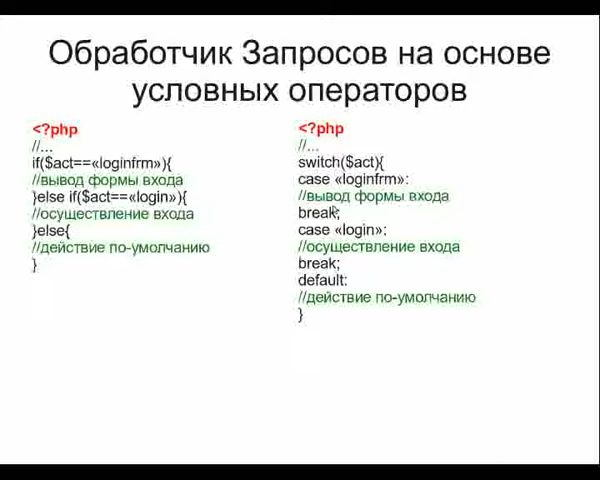 Обработчик Запросов на основе
условных операторов
<?php
//...
if($act==«loginfrm»){
//вывод формы входа
}else if($act==«login»){
//осуществление входа
}else{
//действие по-умолчанию
}
<?php
//...
switch($act){
case «loginfrm»:
//вывод формы входа
break;
case «login»:
//осуществление входа
break;
default:
//действие по-умолчанию
}